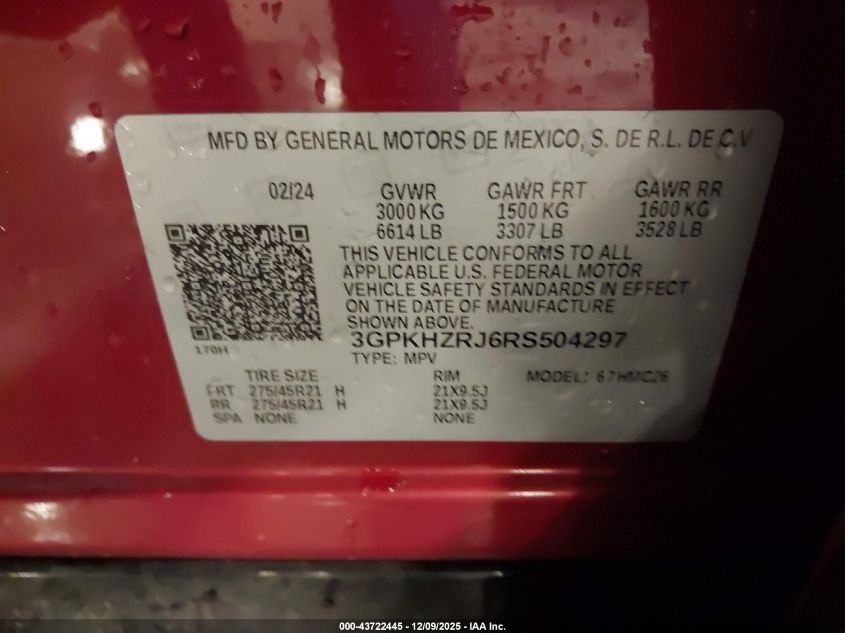 MFD BY GENERAL MOTORS DE MEXICO, S. DE R.L. DE C.V
02/24 GVWR GAWR FRT GAWR RR
3000 KG 1500 KG 1600 KG
6614 LB 3307 LB 3528 LB
THIS VEHICLE CONFORMS TO ALL
APPLICABLE U.S. FEDERAL MOTOR
VEHICLE SAFETY STANDARDS IN EFFECT
ON THE DATE OF MANUFACTURE
SHOWN ABOVE.
3GPKHZRJ6RS504297
170H
TYPE: MPV
TIRE SIZE RIM MODEL: 67HMC26
FRT 275/45R21 H 21X9.5J
RR 275/45R21 H 21X9.5J
SPA NONE NONE
000-43722445 - 12/09/2025 - IAA Inc.